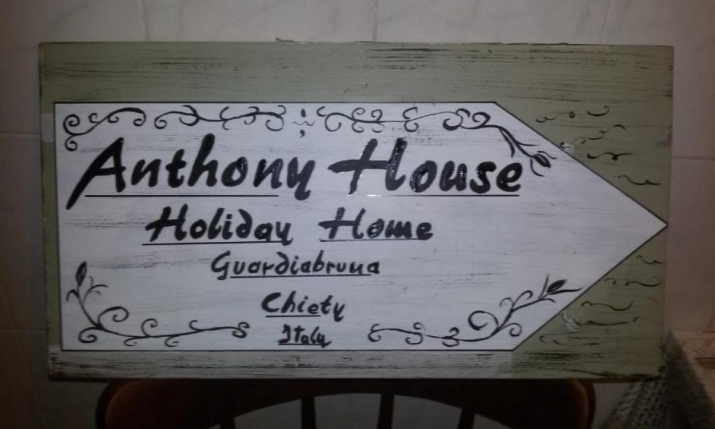 Anthony House
Holiday Home
Guardiabruna
Chiety
Italy